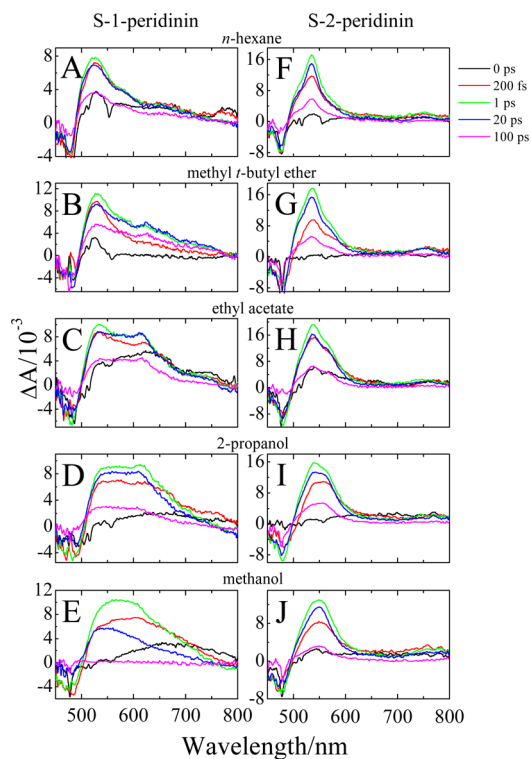 S-1-peridinin S-2-peridinin
n-hexane
8
4
0
-4
A
16
8
0
-8
F
0 ps
200 fs
1 ps
20 ps
100 ps
methyl t-butyl ether
12
8
4
0
-4
B
16
8
0
-8
G
ethyl acetate
8
4
0
-4
C
16
8
0
-8
H
ΔA/10⁻³
2-propanol
8
4
0
-4
D
16
8
0
-8
I
methanol
12
8
4
0
-4
E
16
8
0
-8
J
500 600 700 800 500 600 700 800
Wavelength/nm